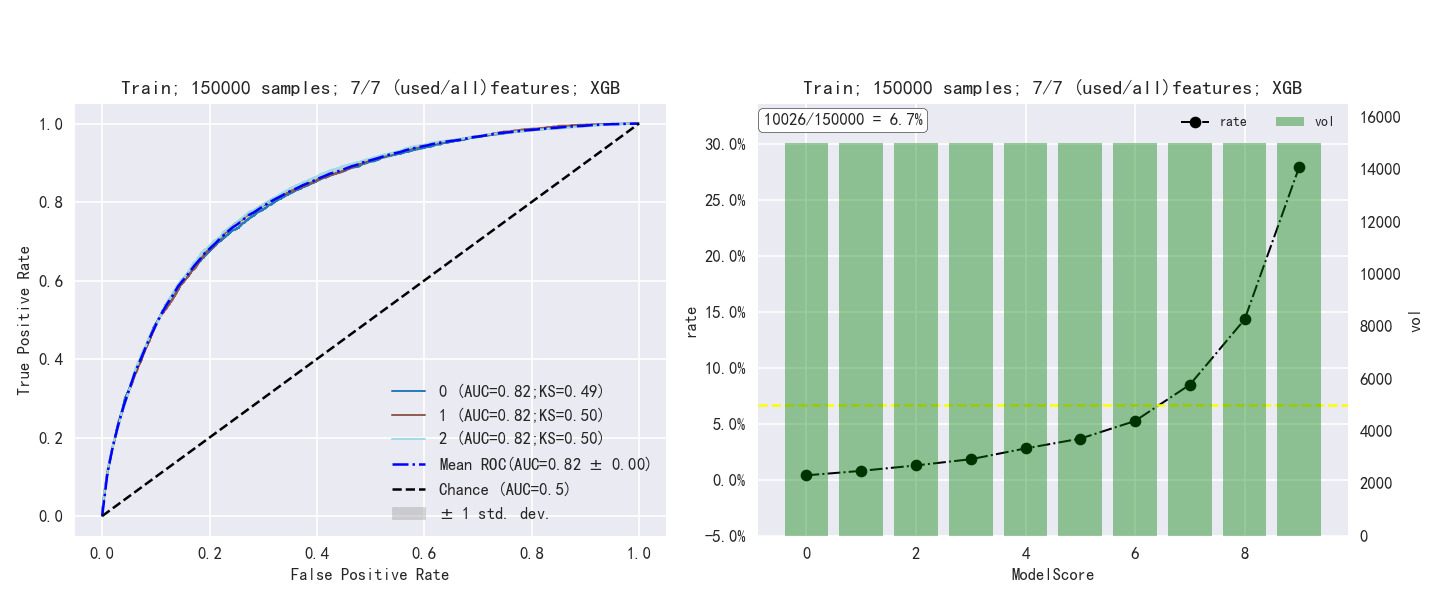 Train; 150000 samples; 7/7 (used/all)features; XGB
1.0
0.8
0.6
0.4
0.2
0.0
True Positive Rate
0 (AUC=0.82;KS=0.49)
1 (AUC=0.82;KS=0.50)
2 (AUC=0.82;KS=0.50)
Mean ROC(AUC=0.82 ± 0.00)
Chance (AUC=0.5)
± 1 std. dev.
0.0 0.2 0.4 0.6 0.8 1.0
False Positive Rate
Train; 150000 samples; 7/7 (used/all)features; XGB
10026/150000 = 6.7%
rate vol
30.0%
25.0%
20.0%
15.0%
10.0%
5.0%
0.0%
-5.0%
rate
16000
14000
12000
10000
8000
6000
4000
2000
0
vol
0 2 4 6 8
ModelScore